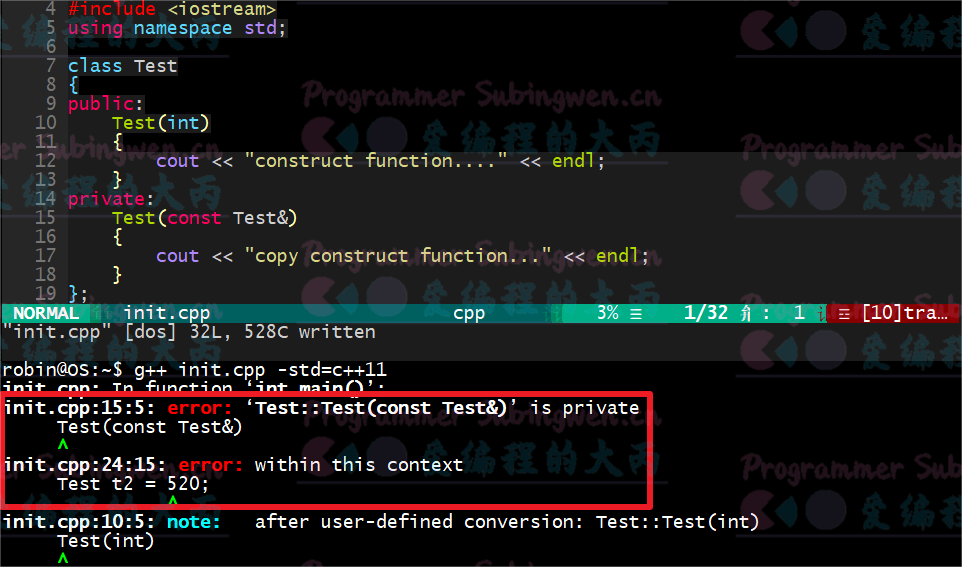 4 #include <iostream>
5 using namespace std;
6
7 class Test
8 {
9 public:
10     Test(int)
11     {
12         cout << "construct function...." << endl;
13     }
14 private:
15     Test(const Test&)
16     {
17         cout << "copy construct function..." << endl;
18     }
19 };
NORMAL init.cpp cpp 3% ☰ 1/32 : 1 ☲ [10]tra…
"init.cpp" [dos] 32L, 528C written
robin@OS:~$ g++ init.cpp -std=c++11
init.cpp: In function ‘int main()’:
init.cpp:15:5: error: ‘Test::Test(const Test&)’ is private
     Test(const Test&)
     ^
init.cpp:24:15: error: within this context
     Test t2 = 520;
               ^
init.cpp:10:5: note:   after user-defined conversion: Test::Test(int)
     Test(int)
     ^
Programmer Subingwen.cn
爱编程的大丙